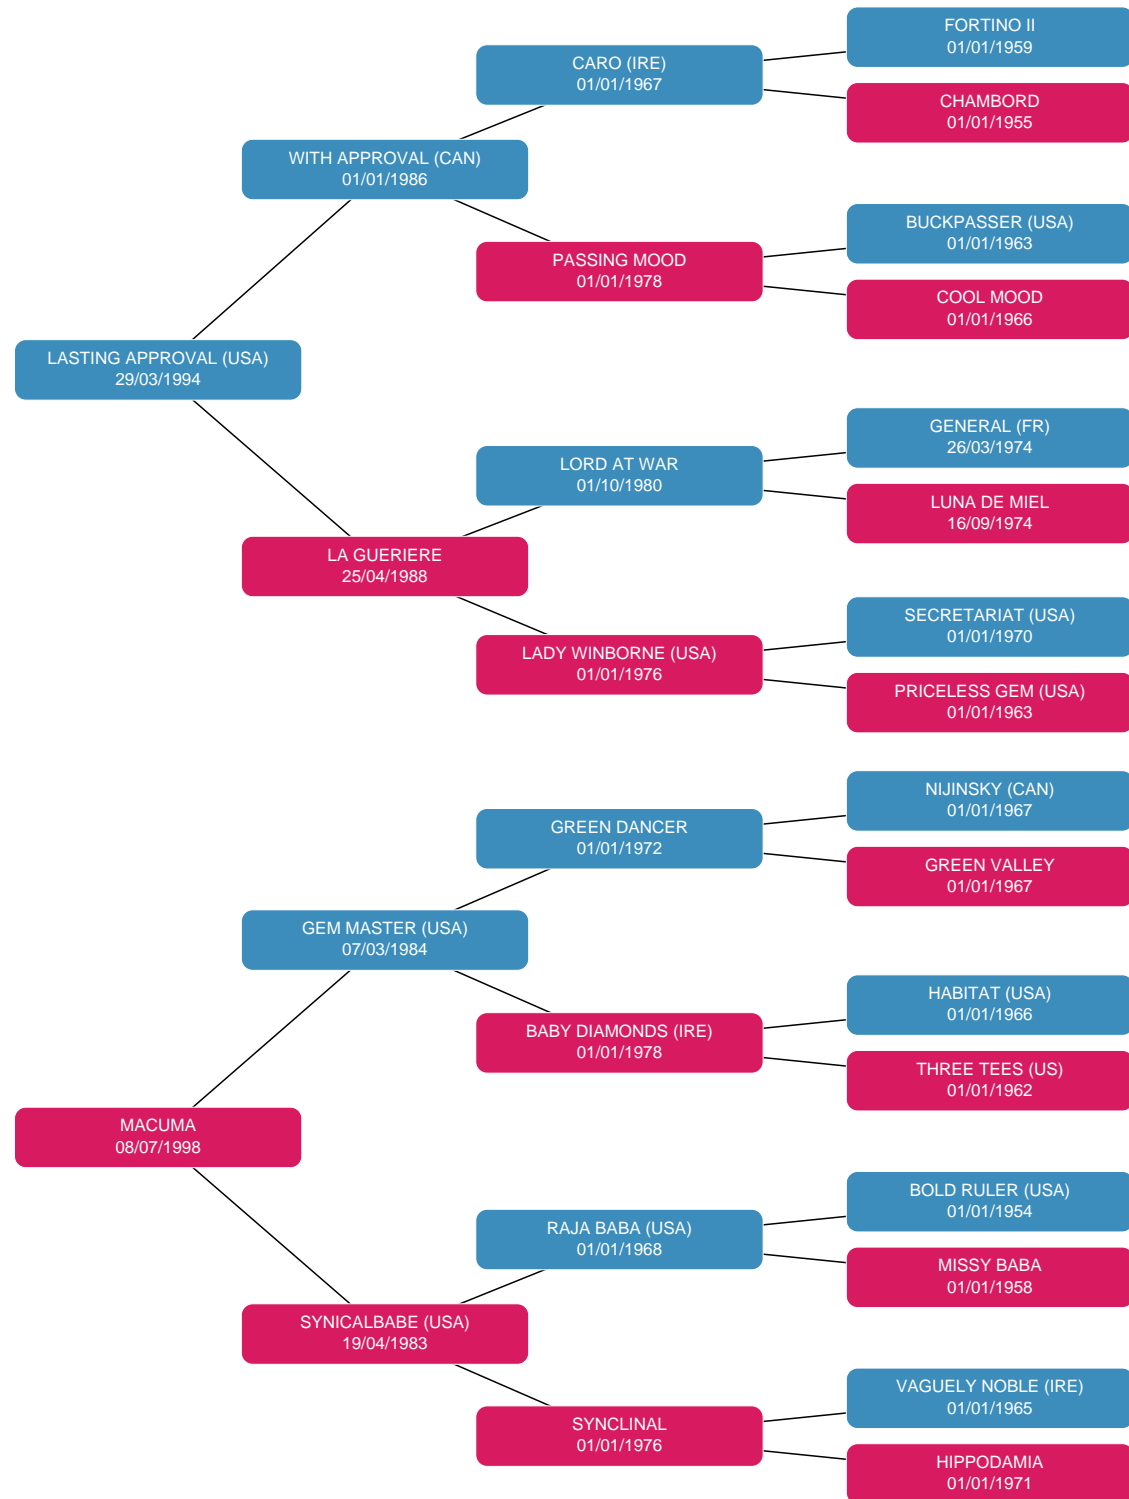 FORTINO II
01/01/1959
CARO (IRE)
01/01/1967
CHAMBORD
01/01/1955
WITH APPROVAL (CAN)
01/01/1986
BUCKPASSER (USA)
01/01/1963
PASSING MOOD
01/01/1978
COOL MOOD
01/01/1966
LASTING APPROVAL (USA)
29/03/1994
GENERAL (FR)
26/03/1974
LORD AT WAR
01/10/1980
LUNA DE MIEL
16/09/1974
LA GUERIERE
25/04/1988
SECRETARIAT (USA)
01/01/1970
LADY WINBORNE (USA)
01/01/1976
PRICELESS GEM (USA)
01/01/1963
NIJINSKY (CAN)
01/01/1967
GREEN DANCER
01/01/1972
GREEN VALLEY
01/01/1967
GEM MASTER (USA)
07/03/1984
HABITAT (USA)
01/01/1966
BABY DIAMONDS (IRE)
01/01/1978
THREE TEES (US)
01/01/1962
MACUMA
08/07/1998
BOLD RULER (USA)
01/01/1954
RAJA BABA (USA)
01/01/1968
MISSY BABA
01/01/1958
SYNICALBABE (USA)
19/04/1983
VAGUELY NOBLE (IRE)
01/01/1965
SYNCLINAL
01/01/1976
HIPPODAMIA
01/01/1971